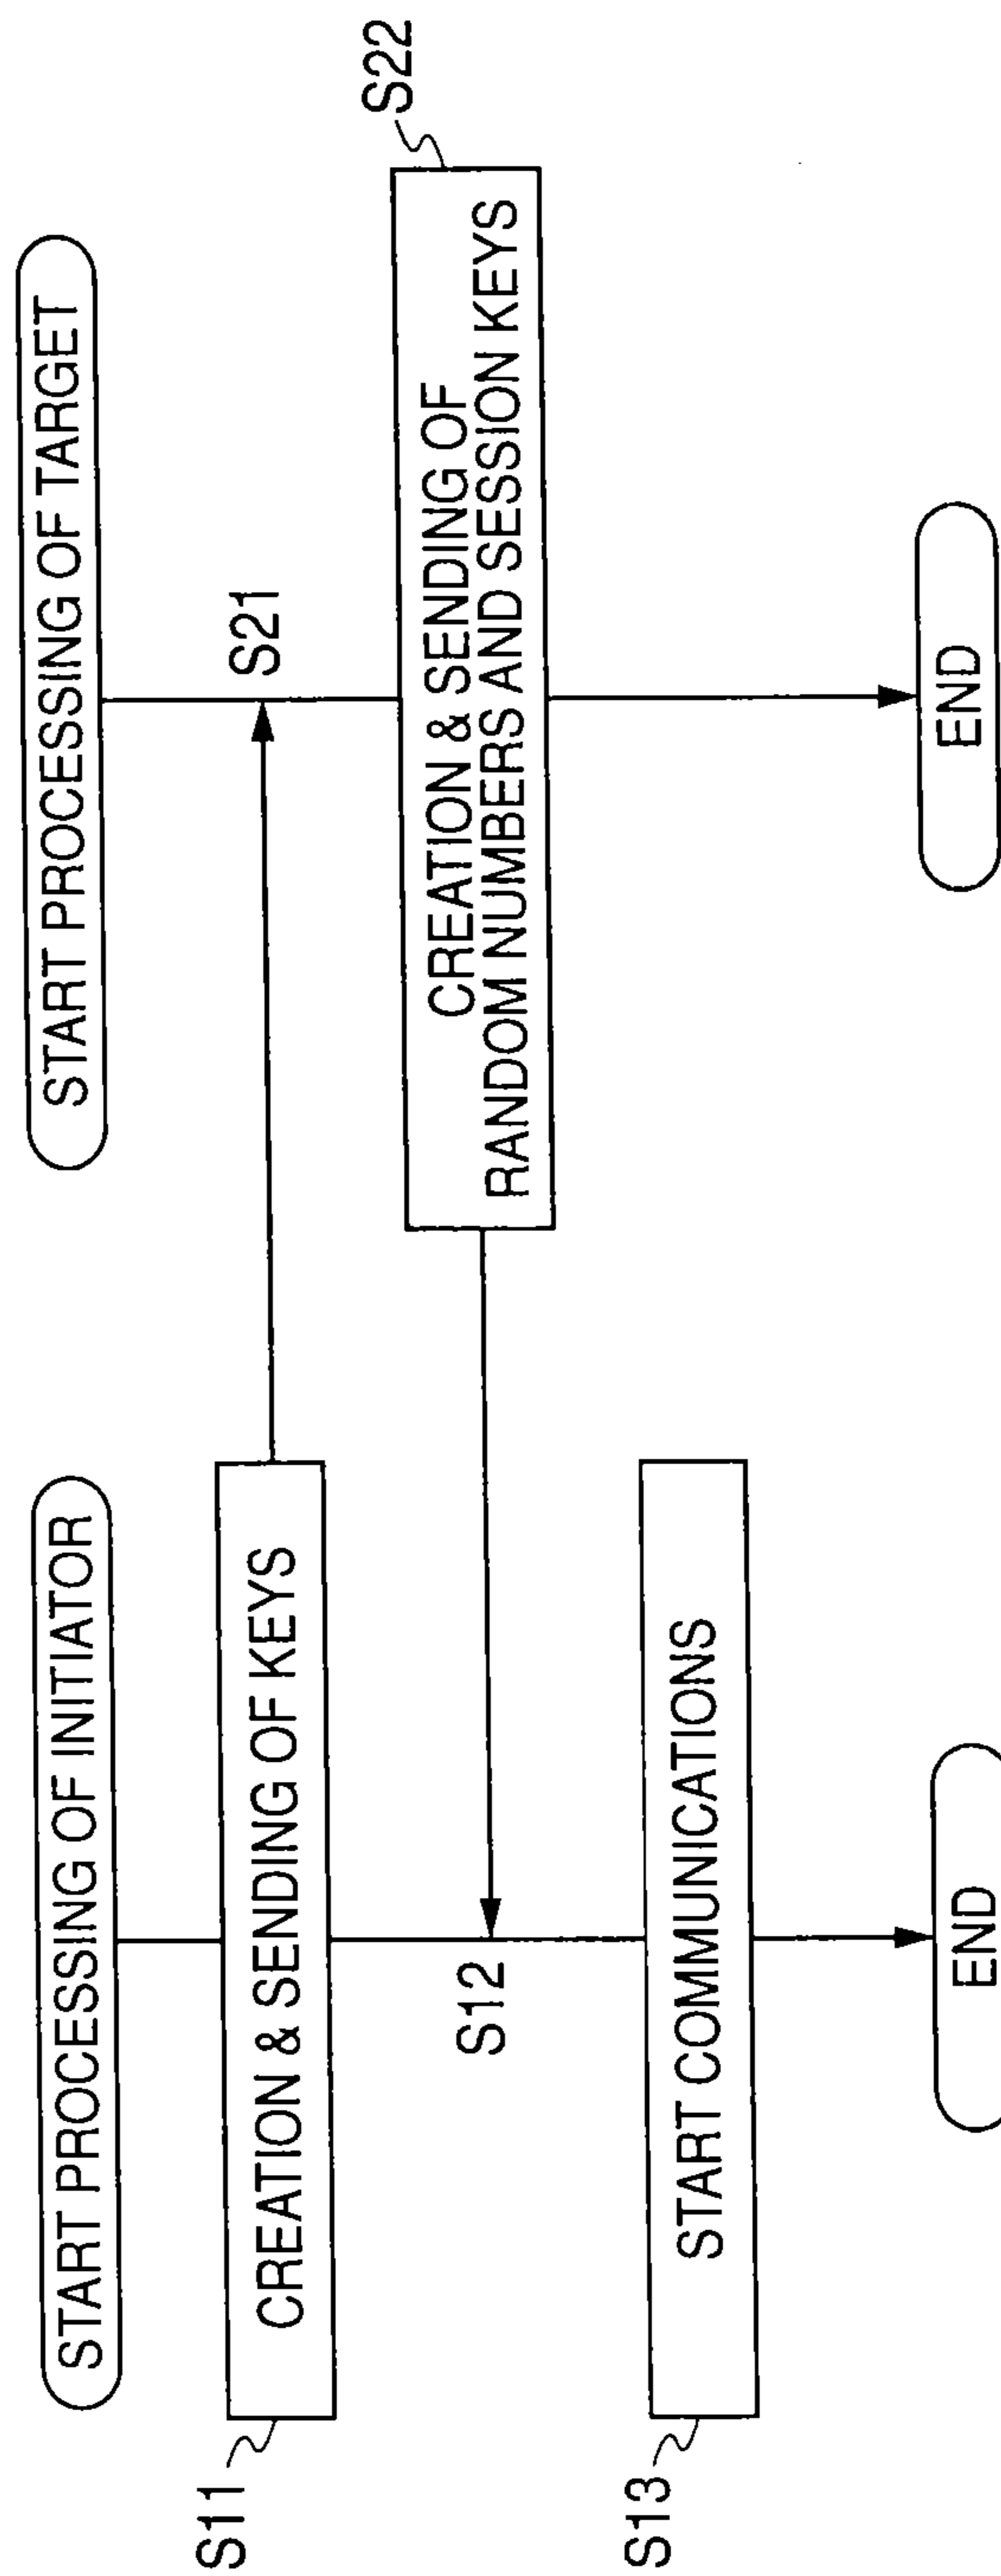 START PROCESSING OF INITIATOR
S11
CREATION & SENDING OF KEYS
S12
S13
START COMMUNICATIONS
END
START PROCESSING OF TARGET
S21
S22
CREATION & SENDING OF
RANDOM NUMBERS AND SESSION KEYS
END